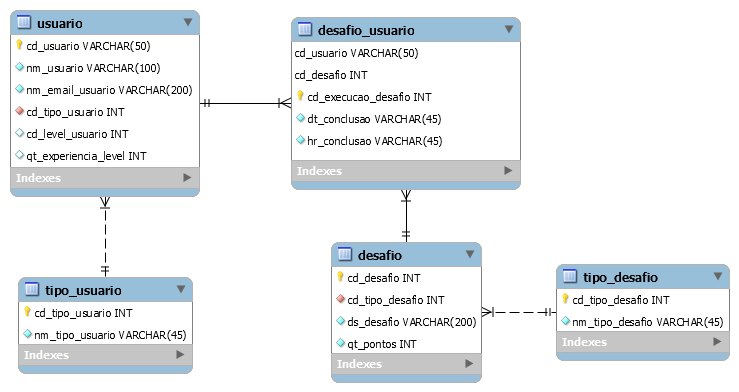 usuario
cd_usuario VARCHAR(50)
nm_usuario VARCHAR(100)
nm_email_usuario VARCHAR(200)
cd_tipo_usuario INT
cd_level_usuario INT
qt_experiencia_level INT
Indexes
desafio_usuario
cd_usuario VARCHAR(50)
cd_desafio INT
cd_execucao_desafio INT
dt_conclusao VARCHAR(45)
hr_conclusao VARCHAR(45)
Indexes
tipo_usuario
cd_tipo_usuario INT
nm_tipo_usuario VARCHAR(45)
Indexes
desafio
cd_desafio INT
cd_tipo_desafio INT
ds_desafio VARCHAR(200)
qt_pontos INT
Indexes
tipo_desafio
cd_tipo_desafio INT
nm_tipo_desafio VARCHAR(45)
Indexes